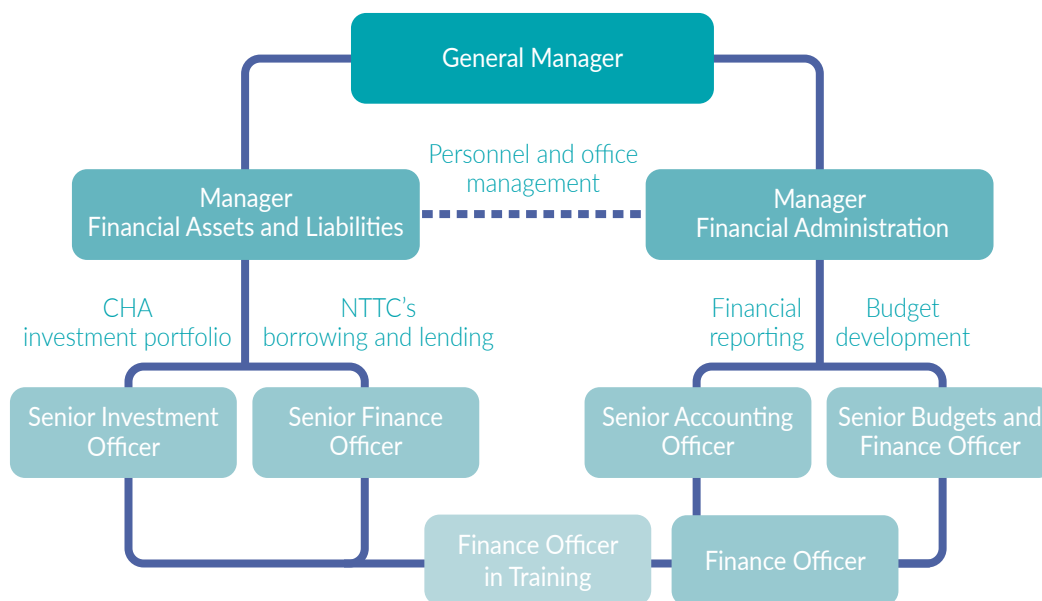 General Manager
Personnel and office
management
Manager
Financial Assets and Liabilities
Manager
Financial Administration
CHA
investment portfolio
NTTC’s
borrowing and lending
Financial
reporting
Budget
development
Senior Investment
Officer
Senior Finance
Officer
Senior Accounting
Officer
Senior Budgets and
Finance Officer
Finance Officer
in Training
Finance Officer